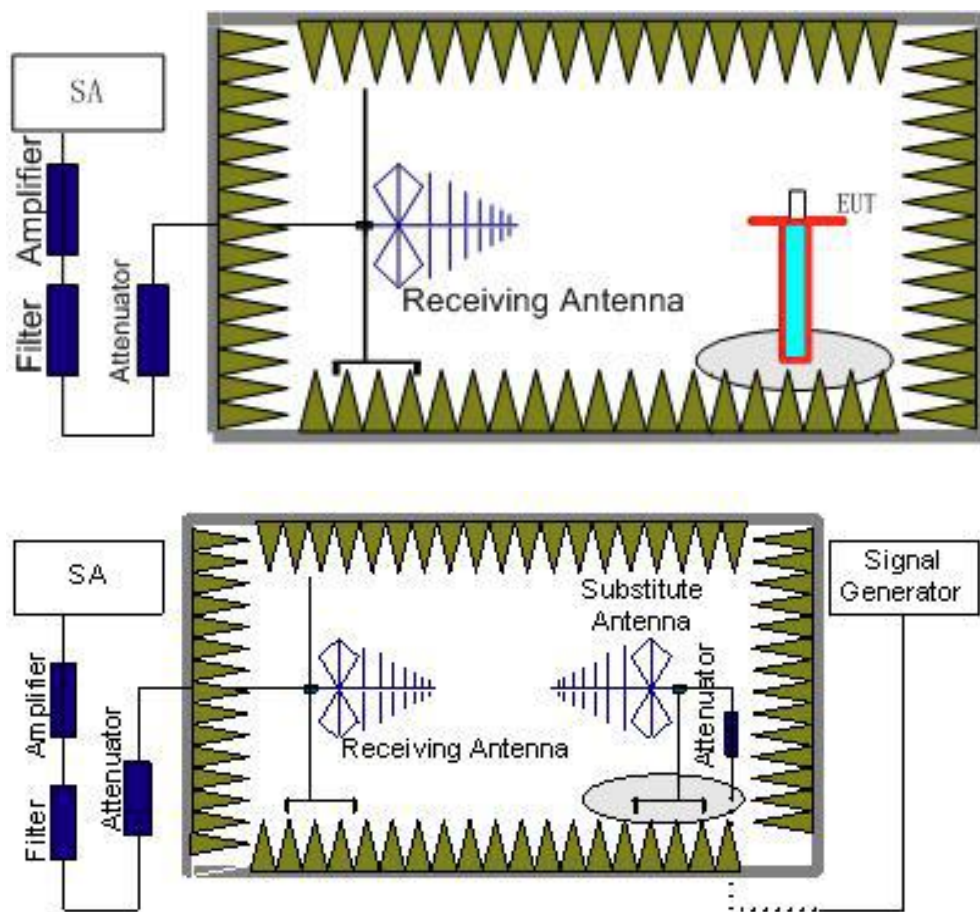 SA
Amplifier
Filter
Attenuator
EUT
Receiving Antenna
SA
Signal
Generator
Substitute
Antenna
Amplifier
Filter
Attenuator
Receiving Antenna
Attenuator